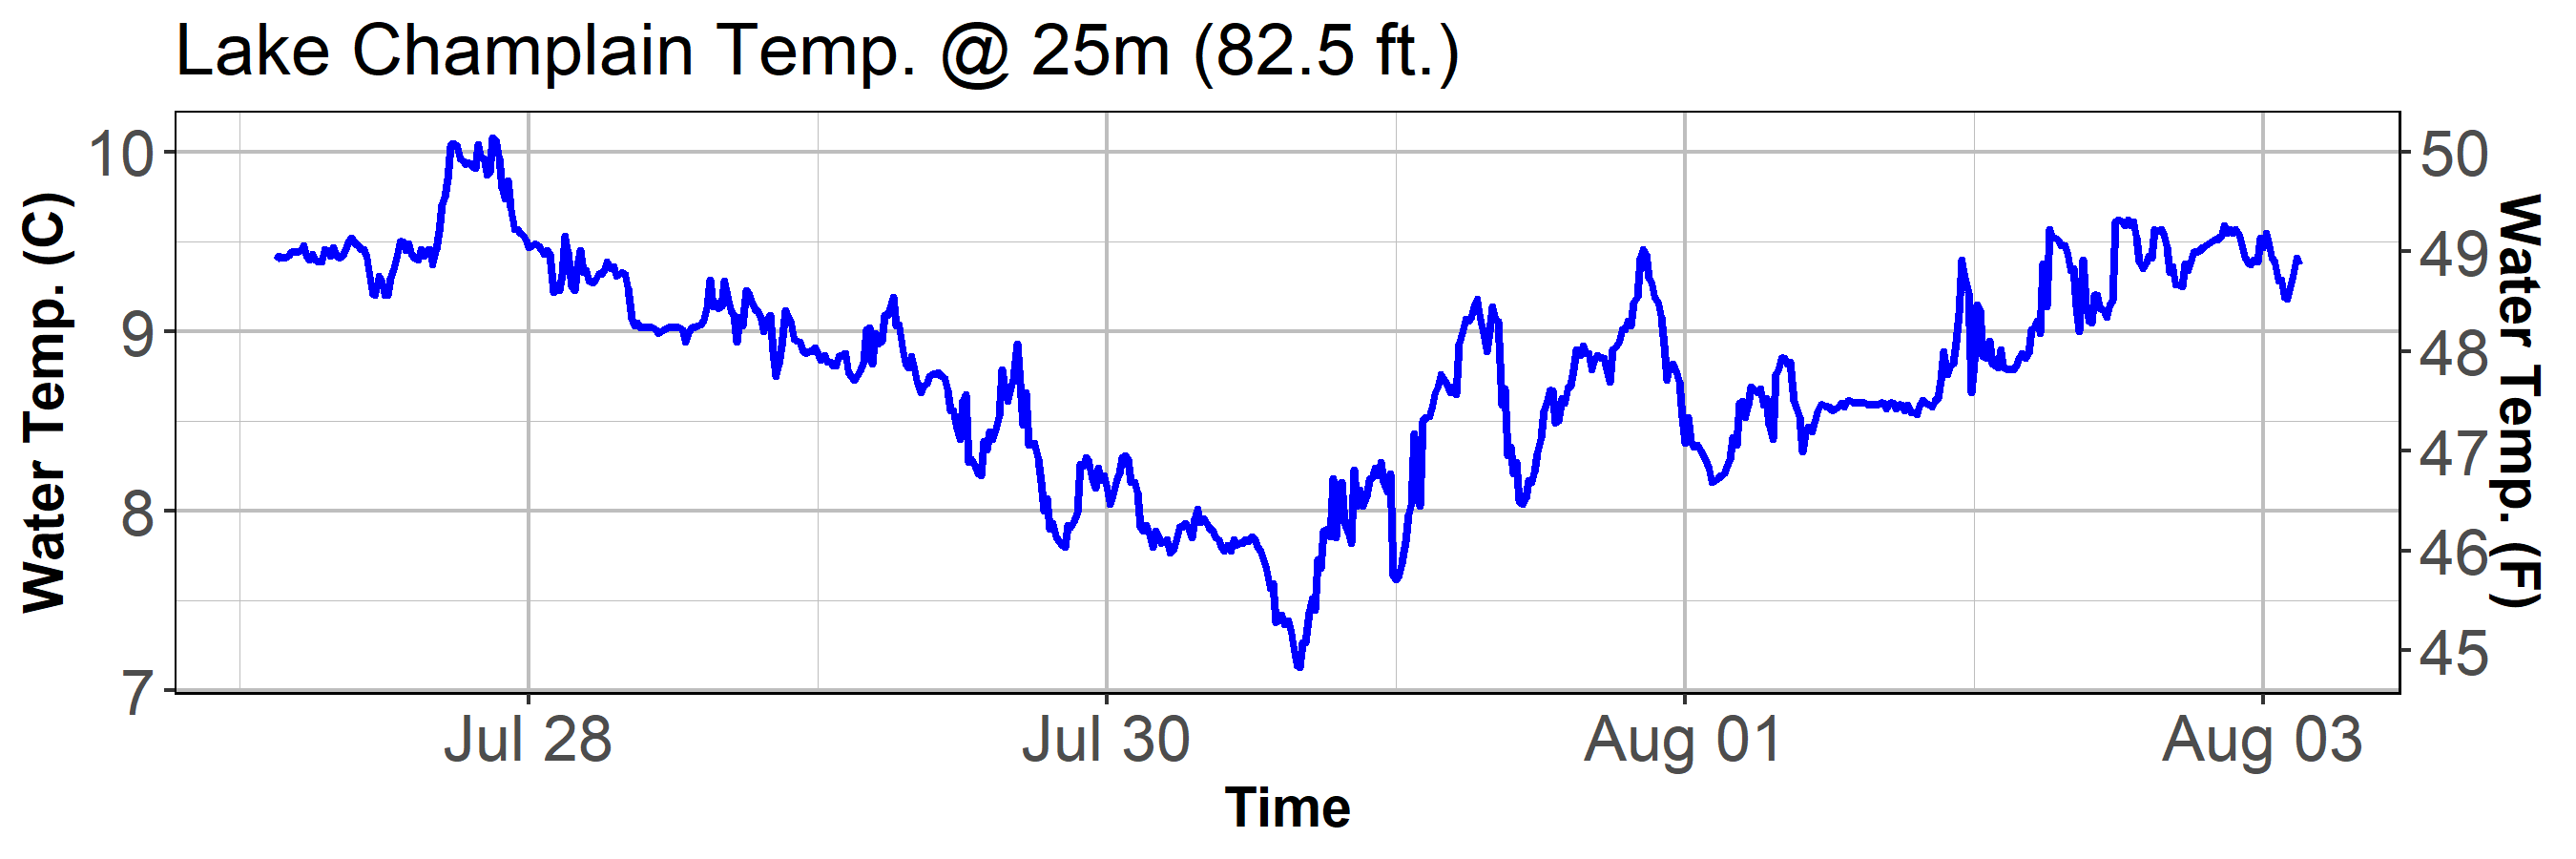 Lake Champlain Temp. @ 25m (82.5 ft.)
Water Temp. (C)
10
9
8
7
50
49
48
47
46
45
Water Temp. (F)
Jul 28 Jul 30 Aug 01 Aug 03
Time